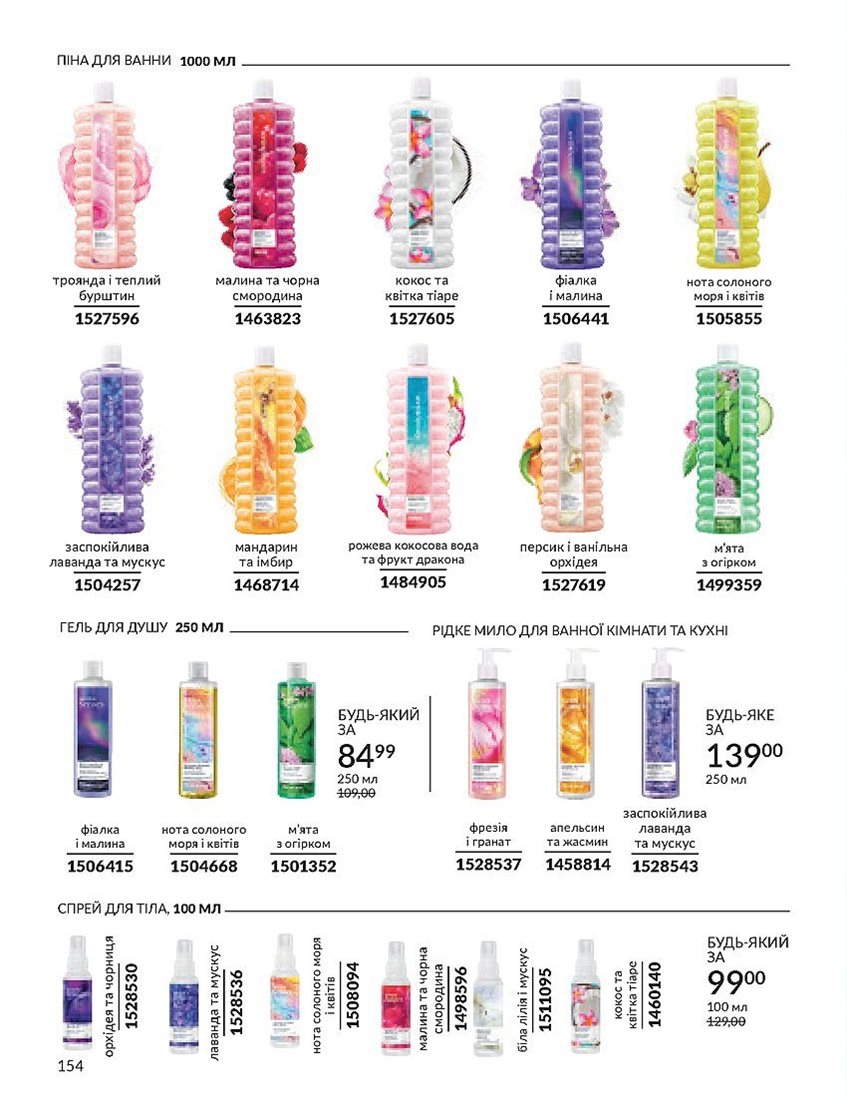 ПІНА ДЛЯ ВАННИ 1000 МЛ
троянда і теплий
бурштин
1527596
малина та чорна
смородина
1463823
кокос та
квітка тіаре
1527605
фіалка
і малина
1506441
нота солоного
моря і квітів
1505855
заспокійлива
лаванда та мускус
1504257
мандарин
та імбир
1468714
рожева кокосова вода
та фрукт дракона
1484905
персик і ванільна
орхідея
1527619
м'ята
з огірком
1499359
ГЕЛЬ ДЛЯ ДУШУ 250 МЛ
фіалка
і малина
1506415
нота солоного
моря і квітів
1504668
м'ята
з огірком
1501352
БУДЬ-ЯКИЙ
ЗА
84⁹⁹
250 мл
109,00
РІДКЕ МИЛО ДЛЯ ВАННОЇ КІМНАТИ ТА КУХНІ
фрезія
і гранат
1528537
апельсин
та жасмин
1458814
заспокійлива
лаванда
та мускус
1528543
БУДЬ-ЯКЕ
ЗА
139⁰⁰
250 мл
СПРЕЙ ДЛЯ ТІЛА, 100 МЛ
орхідея та чорниця
1528530
лаванда та мускус
1528536
нота солоного моря
і квітів
1508094
малина та чорна
смородина
1498596
біла лілія і мускус
1511095
кокос та
квітка тіаре
1460140
БУДЬ-ЯКИЙ
ЗА
99⁰⁰
100 мл
129,00
154